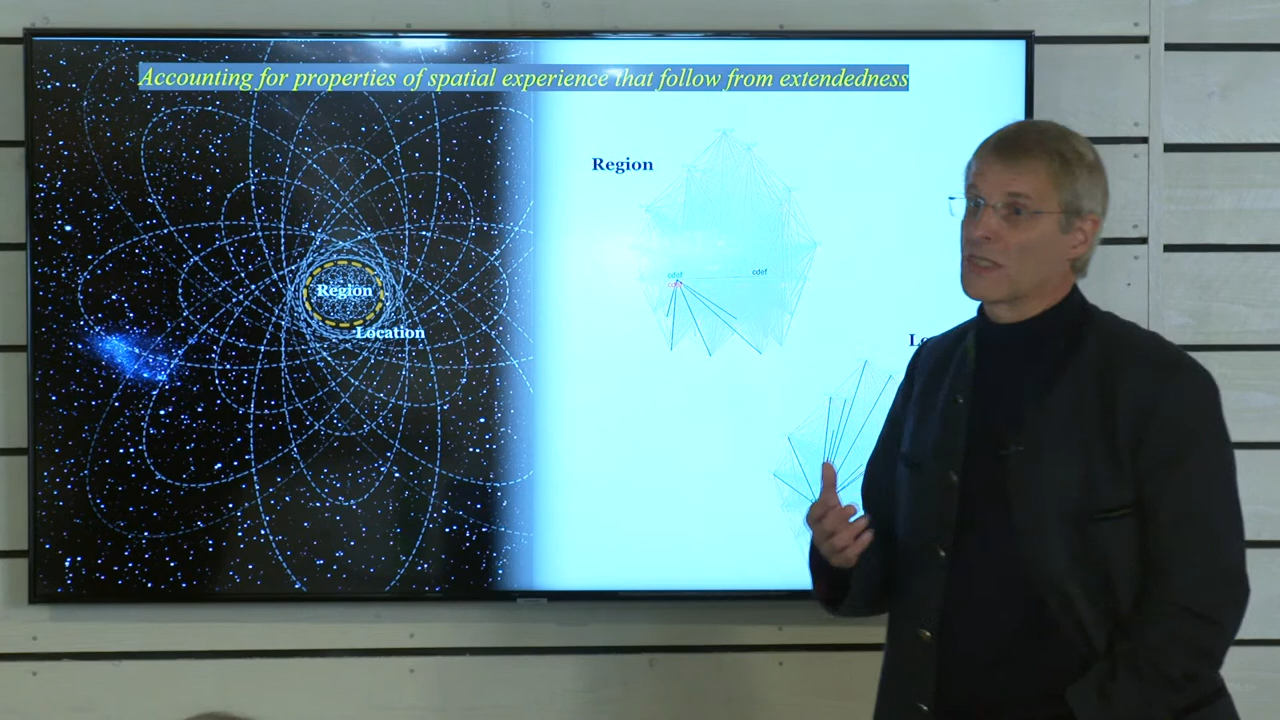 Accounting for properties of spatial experience that follow from extendedness
Region
Region
Location
cdef
cdef